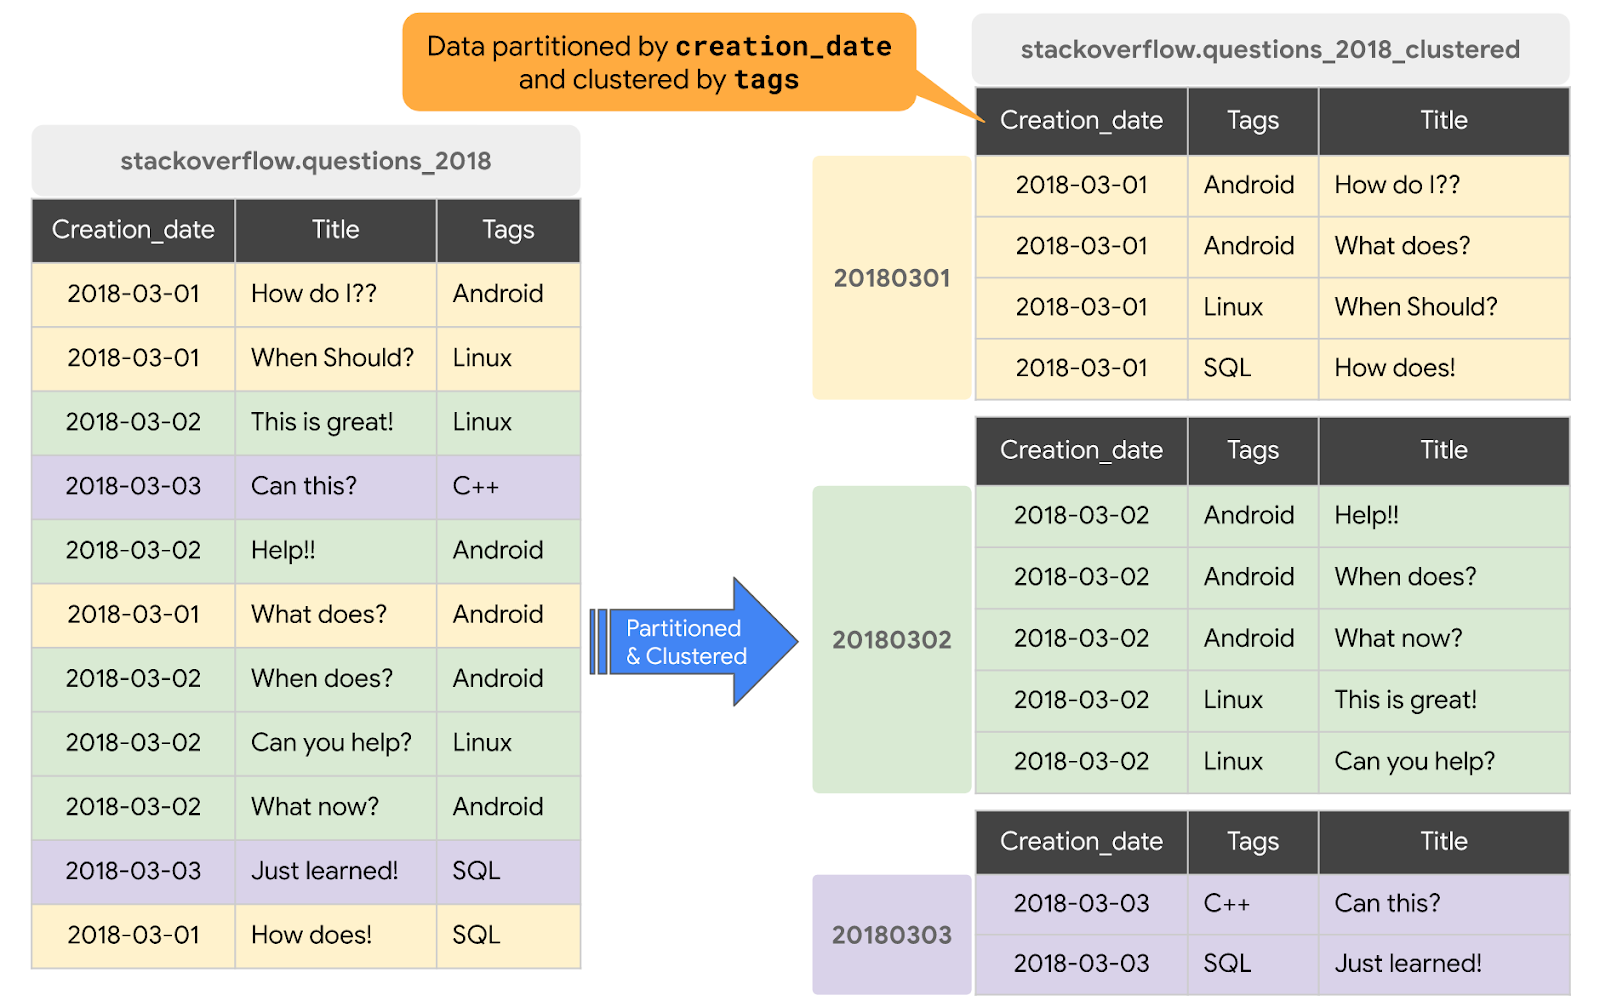 Data partitioned by creation_date
and clustered by tags
stackoverflow.questions_2018
Creation_date Title Tags
2018-03-01 How do I?? Android
2018-03-01 When Should? Linux
2018-03-02 This is great! Linux
2018-03-03 Can this? C++
2018-03-02 Help!! Android
2018-03-01 What does? Android
2018-03-02 When does? Android
2018-03-02 Can you help? Linux
2018-03-02 What now? Android
2018-03-03 Just learned! SQL
2018-03-01 How does! SQL
Partitioned
& Clustered
stackoverflow.questions_2018_clustered
Creation_date Tags Title
20180301
2018-03-01 Android How do I??
2018-03-01 Android What does?
2018-03-01 Linux When Should?
2018-03-01 SQL How does!
Creation_date Tags Title
20180302
2018-03-02 Android Help!!
2018-03-02 Android When does?
2018-03-02 Android What now?
2018-03-02 Linux This is great!
2018-03-02 Linux Can you help?
Creation_date Tags Title
20180303
2018-03-03 C++ Can this?
2018-03-03 SQL Just learned!